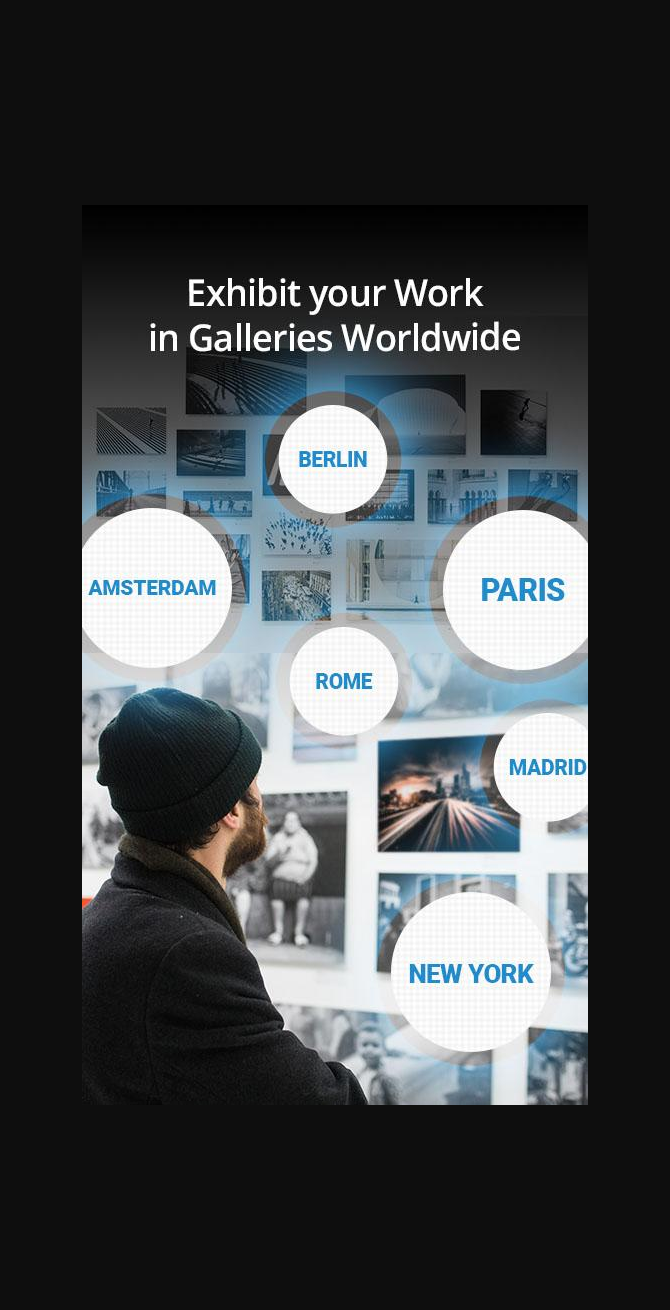 Exhibit your Work
in Galleries Worldwide
BERLIN
AMSTERDAM
PARIS
ROME
MADRID
NEW YORK